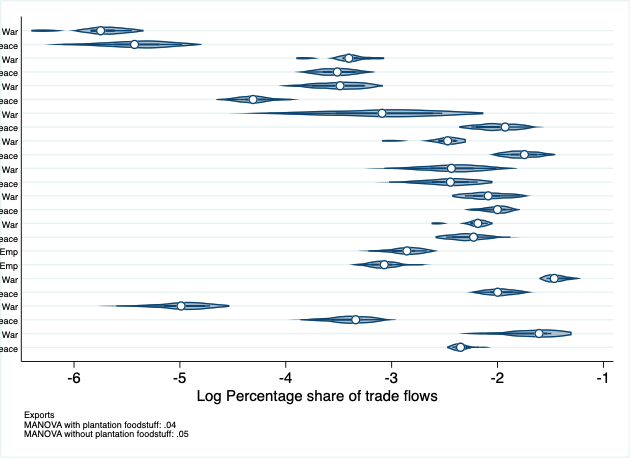 War
eace
War
eace
War
eace
War
eace
War
eace
War
eace
War
eace
War
eace
Emp
Emp
War
eace
War
eace
War
eace
-6 -5 -4 -3 -2 -1
Log Percentage share of trade flows
Exports
MANOVA with plantation foodstuff: .04
MANOVA without plantation foodstuff: .05